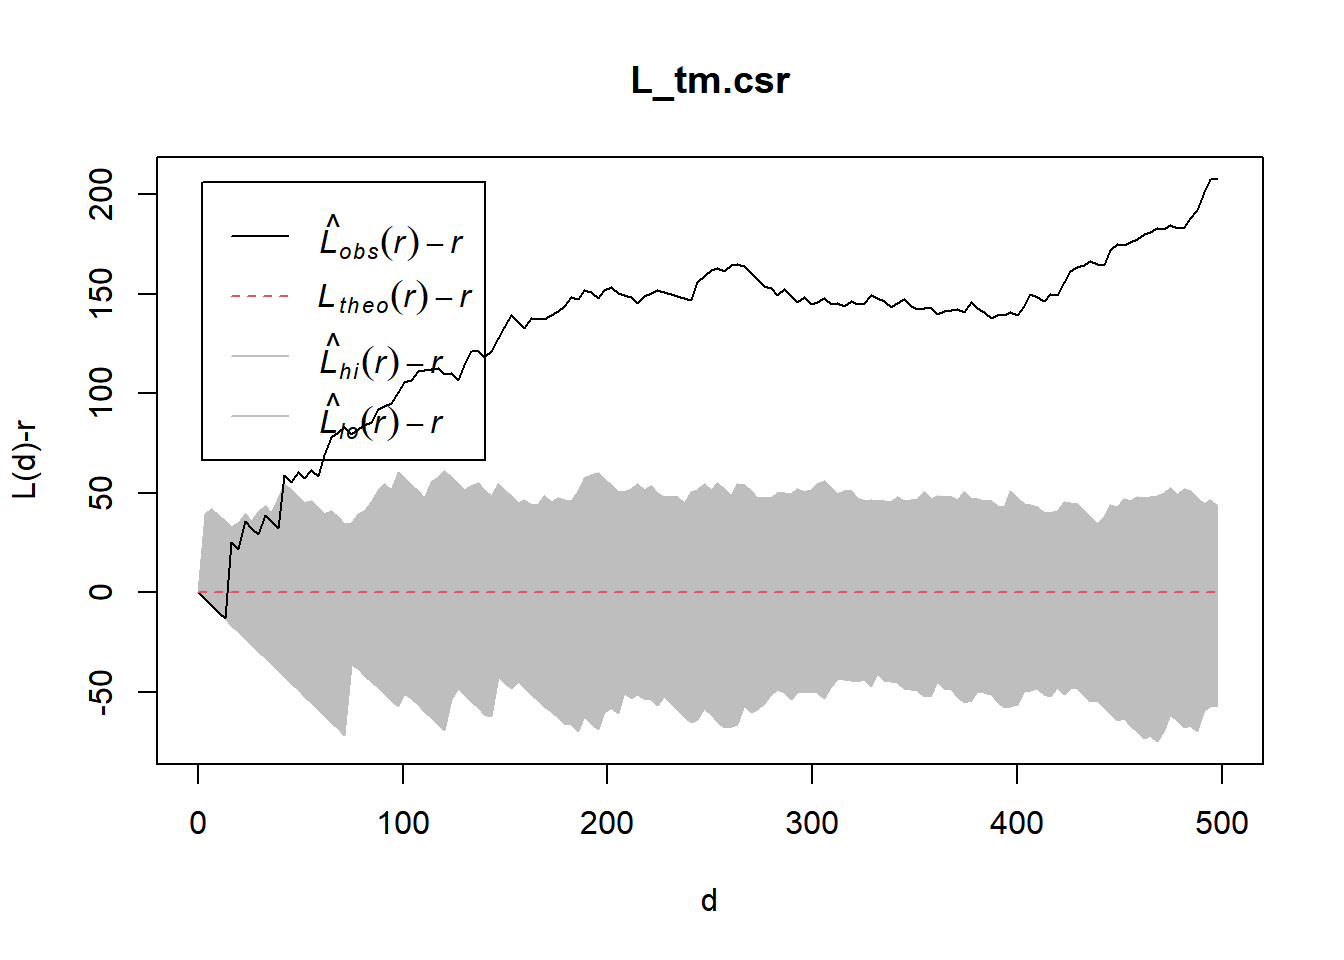 L_tm.csr
L̂obs(r) – r
Ltheo(r) – r
L̂hi(r) – r
L̂lo(r) – r
L(d)-r
200
150
100
50
0
-50
0 100 200 300 400 500
d